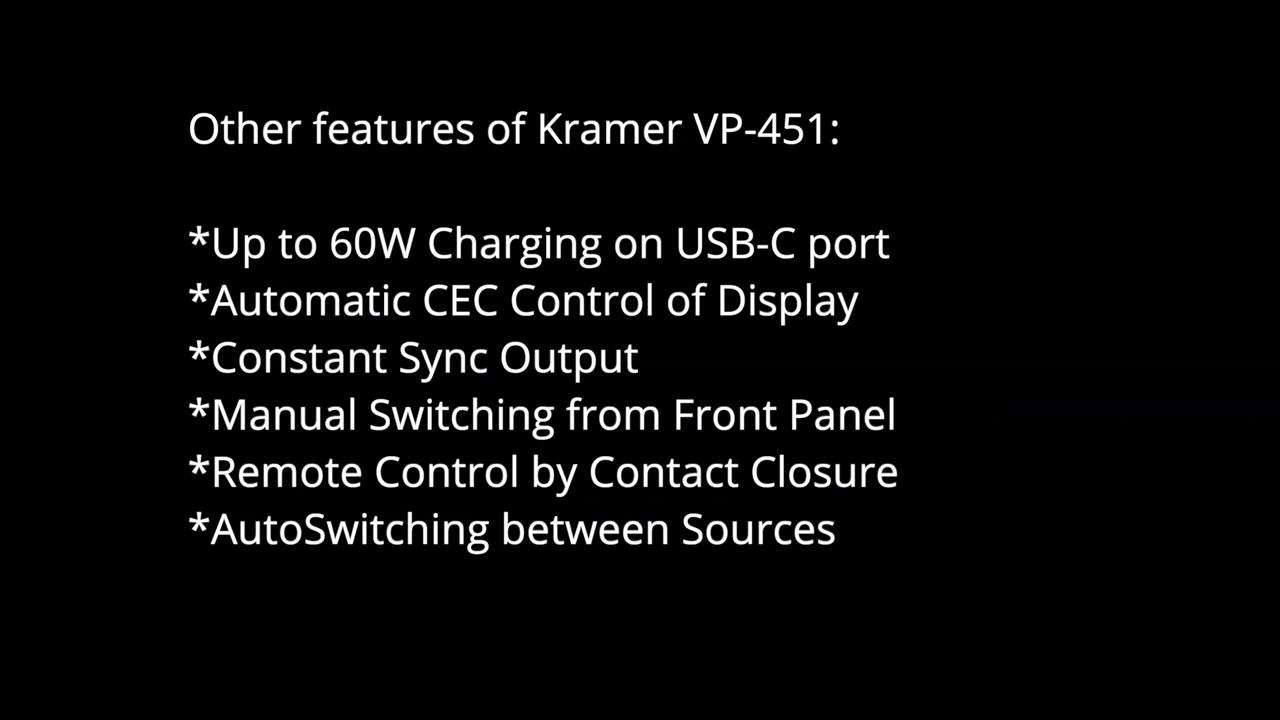 Other features of Kramer VP-451:
*Up to 60W Charging on USB-C port
*Automatic CEC Control of Display
*Constant Sync Output
*Manual Switching from Front Panel
*Remote Control by Contact Closure
*AutoSwitching between Sources